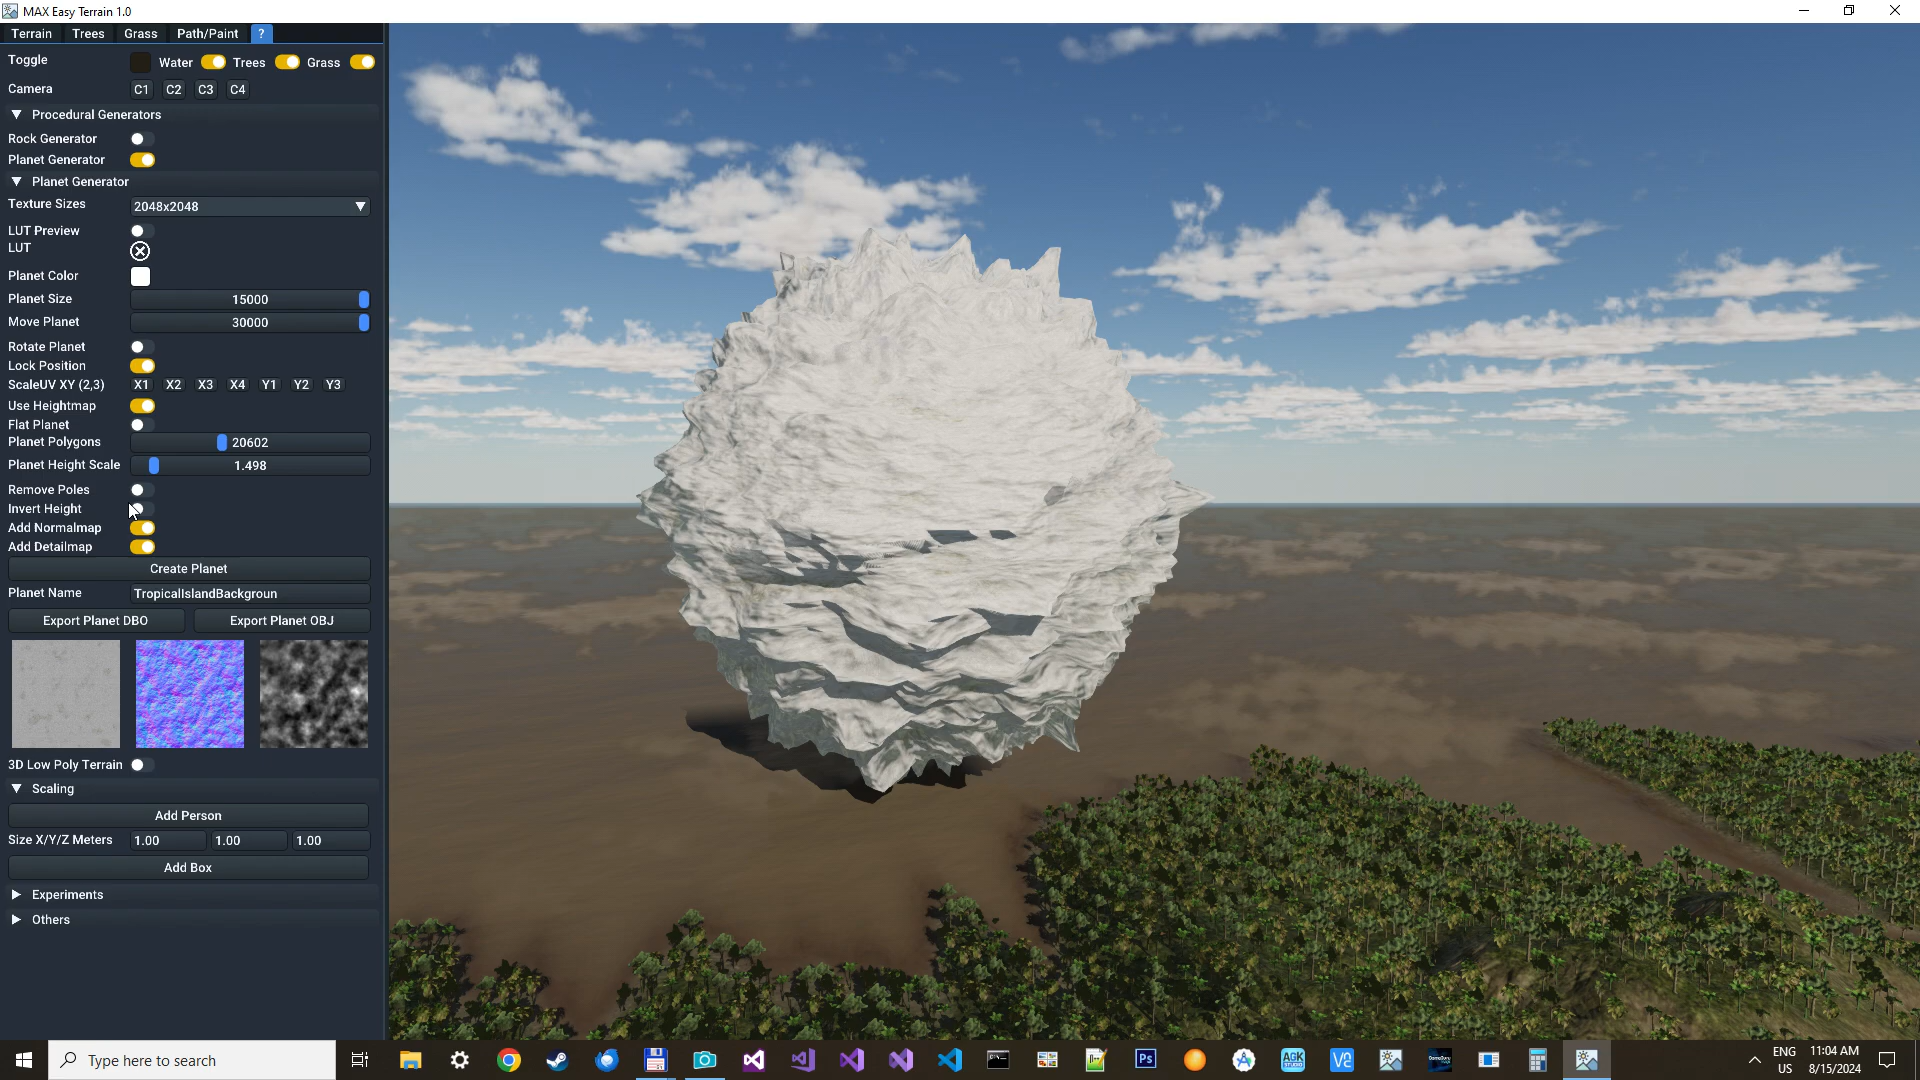 MAX Easy Terrain 1.0
Terrain Trees Grass Path/Paint ?
Toggle Water Trees Grass
Camera C1 C2 C3 C4
Procedural Generators
Rock Generator
Planet Generator
Planet Generator
Texture Sizes 2048x2048
LUT Preview
LUT
Planet Color
Planet Size 15000
Move Planet 30000
Rotate Planet
Lock Position
ScaleUV XY (2,3) X1 X2 X3 X4 Y1 Y2 Y3
Use Heightmap
Flat Planet
Planet Polygons 20602
Planet Height Scale 1.498
Remove Poles
Invert Height
Add Normalmap
Add Detailmap
Create Planet
Planet Name TropicalIslandBackgroun
Export Planet DBO Export Planet OBJ
3D Low Poly Terrain
Scaling
Add Person
Size X/Y/Z Meters 1.00 1.00 1.00
Add Box
Experiments
Others
Type here to search
Ps
AGK
ENG
US
11:04 AM
8/15/2024